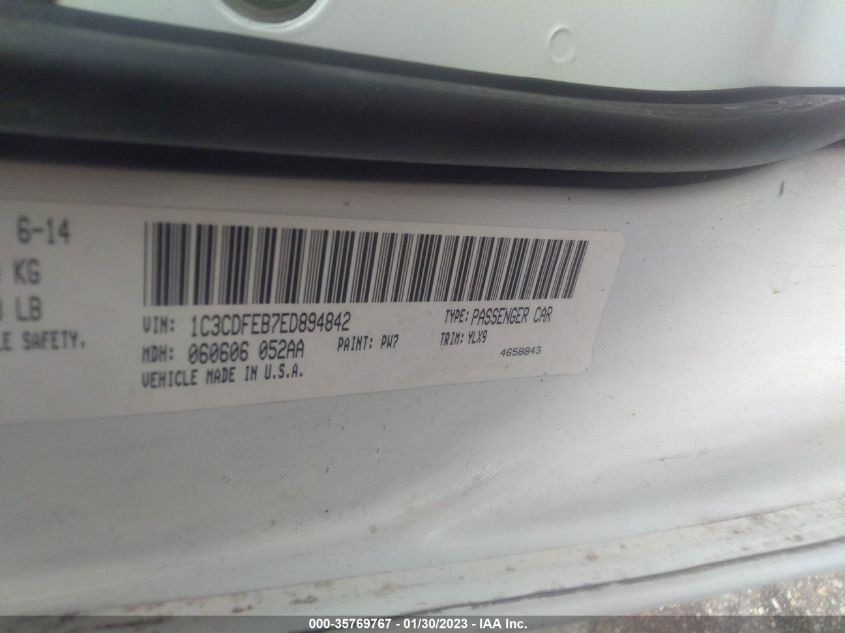 6-14
KG
LB
SAFETY.
VIN: 1C3CDFEB7ED894842 TYPE: PASSENGER CAR
MDH: 060606 052AA PAINT: PW7 TRIM: YLX9
VEHICLE MADE IN U.S.A. 4658843
000-35769767 - 01/30/2023 - IAA Inc.